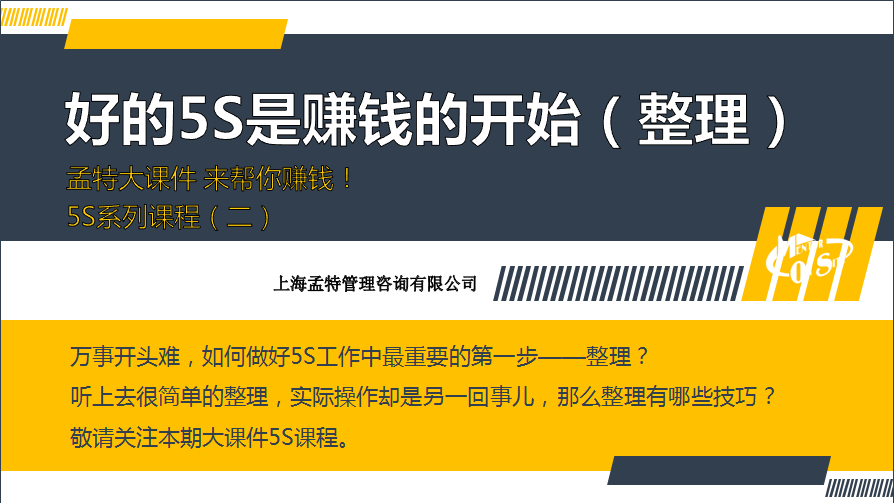 好的5S是赚钱的开始（整理）
孟特大课件 来帮你赚钱！
5S系列课程（二）
上海孟特管理咨询有限公司
万事开头难，如何做好5S工作中最重要的第一步——整理？
听上去很简单的整理，实际操作却是另一回事儿，那么整理有哪些技巧？
敬请关注本期大课件5S课程。